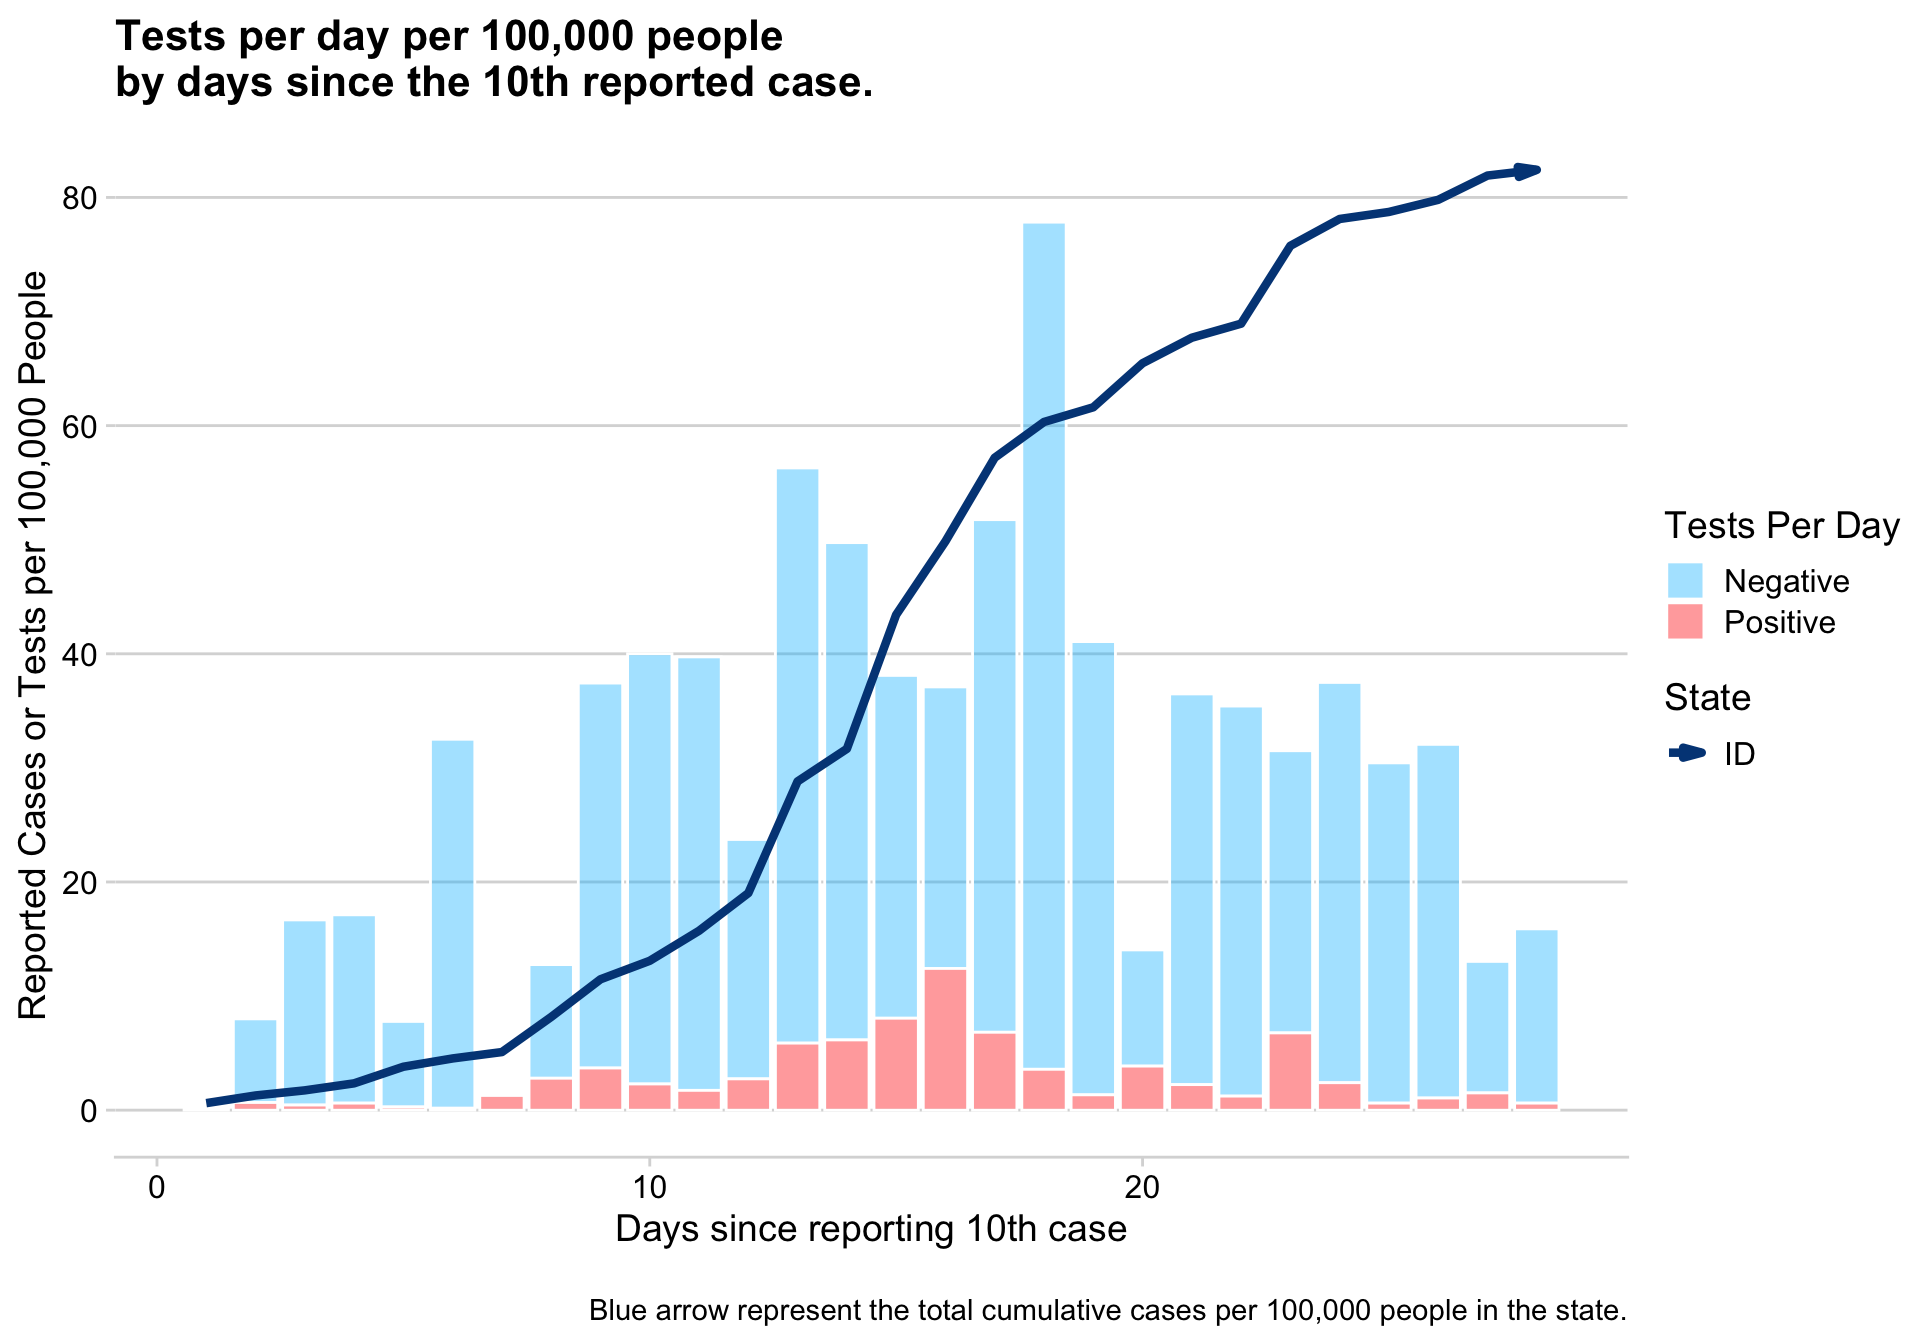 Tests per day per 100,000 people
by days since the 10th reported case.
Reported Cases or Tests per 100,000 People
80
60
40
20
0
0
10
20
Days since reporting 10th case
Tests Per Day
Negative
Positive
State
ID
Blue arrow represent the total cumulative cases per 100,000 people in the state.